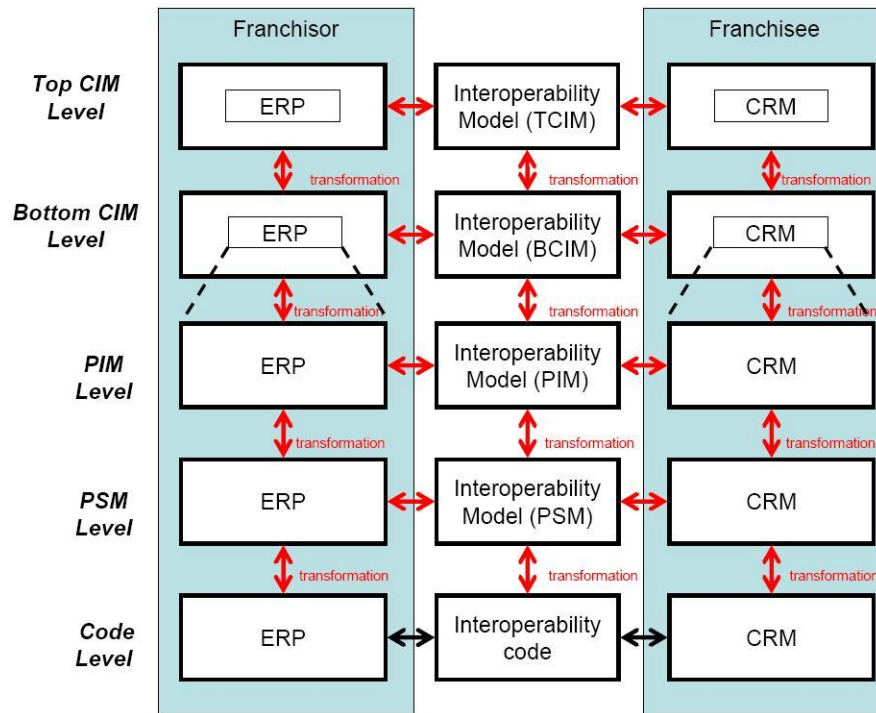 Franchisor
Franchisee
Top CIM
Level
ERP
Interoperability
Model (TCIM)
CRM
transformation
transformation
transformation
Bottom CIM
Level
ERP
Interoperability
Model (BCIM)
CRM
transformation
transformation
transformation
PIM
Level
ERP
Interoperability
Model (PIM)
CRM
transformation
transformation
transformation
PSM
Level
ERP
Interoperability
Model (PSM)
CRM
transformation
transformation
transformation
Code
Level
ERP
Interoperability
code
CRM